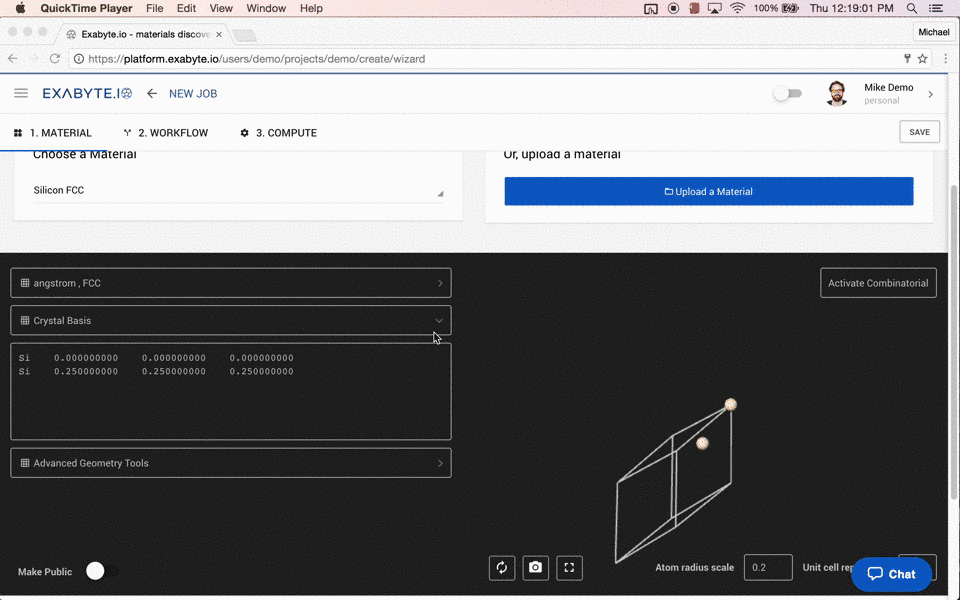 QuickTime Player File Edit View Window Help 100% Thu 12:19:01 PM
Exabyte.io - materials discove
Michael
https://platform.exabyte.io/users/demo/projects/demo/create/wizard
EXABYTE.IO NEW JOB
Mike Demo
personal
1. MATERIAL 2. WORKFLOW 3. COMPUTE SAVE
Choose a Material
Or, upload a material
Silicon FCC
Upload a Material
angstrom , FCC
Activate Combinatorial
Crystal Basis
Si 0.000000000 0.000000000 0.000000000
Si 0.250000000 0.250000000 0.250000000
Advanced Geometry Tools
Make Public
Atom radius scale 0.2 Unit cell
Chat